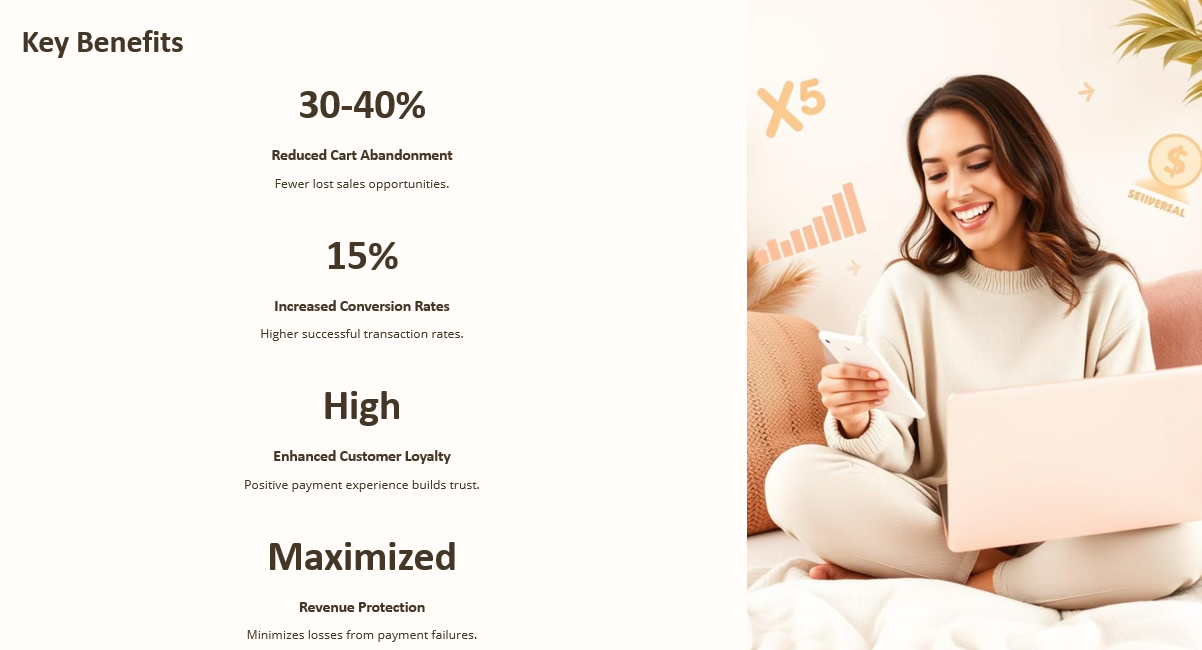 Key Benefits
30-40%
Reduced Cart Abandonment
Fewer lost sales opportunities.
15%
Increased Conversion Rates
Higher successful transaction rates.
High
Enhanced Customer Loyalty
Positive payment experience builds trust.
Maximized
Revenue Protection
Minimizes losses from payment failures.
X5
$